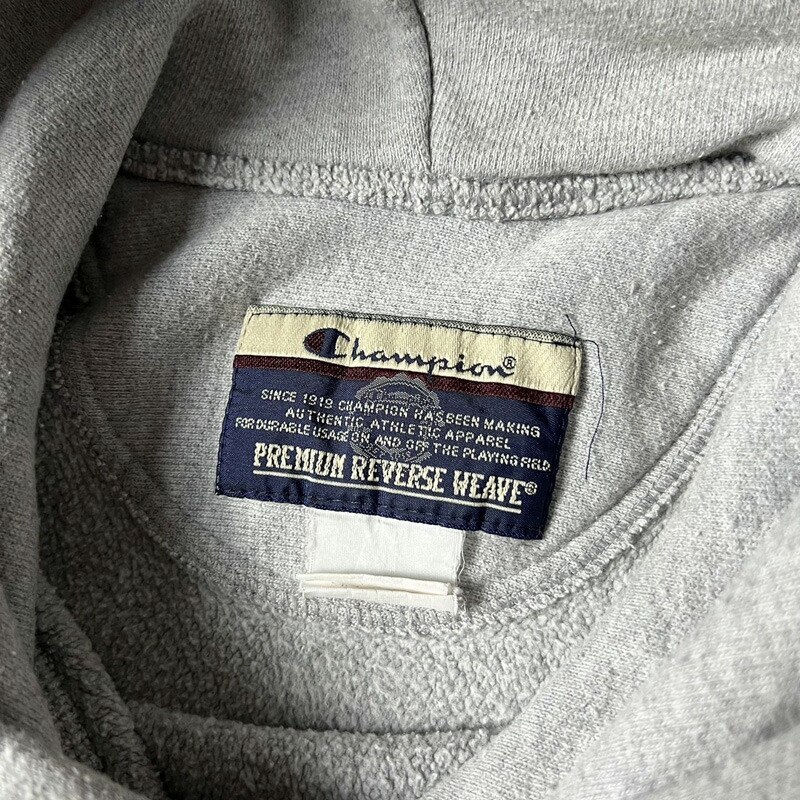 Champion®
SINCE 1919 CHAMPION HAS BEEN MAKING
AUTHENTIC ATHLETIC APPAREL
FOR DURABLE USAGE ON AND OFF THE PLAYING FIELD.
PREMIUM REVERSE WEAVE®